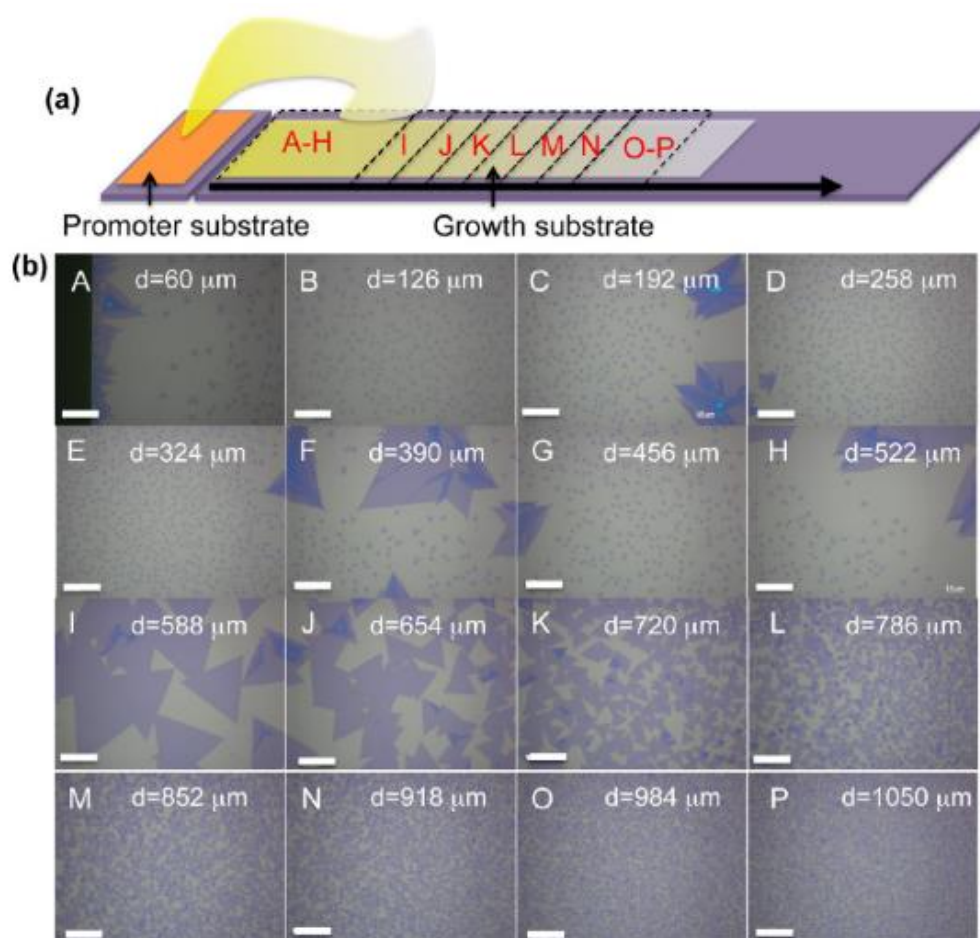 (a)
A-H I J K L M N O-P
Promoter substrate Growth substrate
(b)
A d=60 μm B d=126 μm C d=192 μm D d=258 μm
E d=324 μm F d=390 μm G d=456 μm H d=522 μm
I d=588 μm J d=654 μm K d=720 μm L d=786 μm
M d=852 μm N d=918 μm O d=984 μm P d=1050 μm